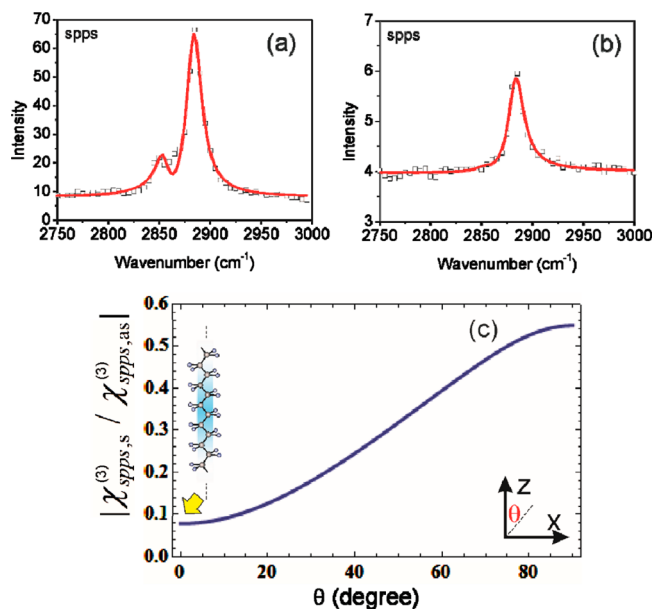 70
60
50
40
30
20
10
0
spps
(a)
Intensity
2750 2800 2850 2900 2950 3000
Wavenumber (cm⁻¹)
6
5
4
3
spps
(b)
Intensity
2750 2800 2850 2900 2950 3000
Wavenumber (cm⁻¹)
0.6
0.5
0.4
0.3
0.2
0.1
0.0
(c)
|χ⁽³⁾spps,s / χ⁽³⁾spps,as|
Z
θ
X
0 20 40 60 80
θ (degree)